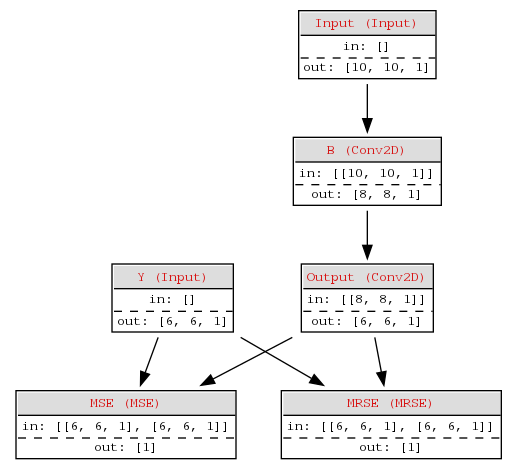 Input (Input)
in: []
out: [10, 10, 1]
B (Conv2D)
in: [[10, 10, 1]]
out: [8, 8, 1]
Y (Input)
in: []
out: [6, 6, 1]
Output (Conv2D)
in: [[8, 8, 1]]
out: [6, 6, 1]
MSE (MSE)
in: [[6, 6, 1], [6, 6, 1]]
out: [1]
MRSE (MRSE)
in: [[6, 6, 1], [6, 6, 1]]
out: [1]